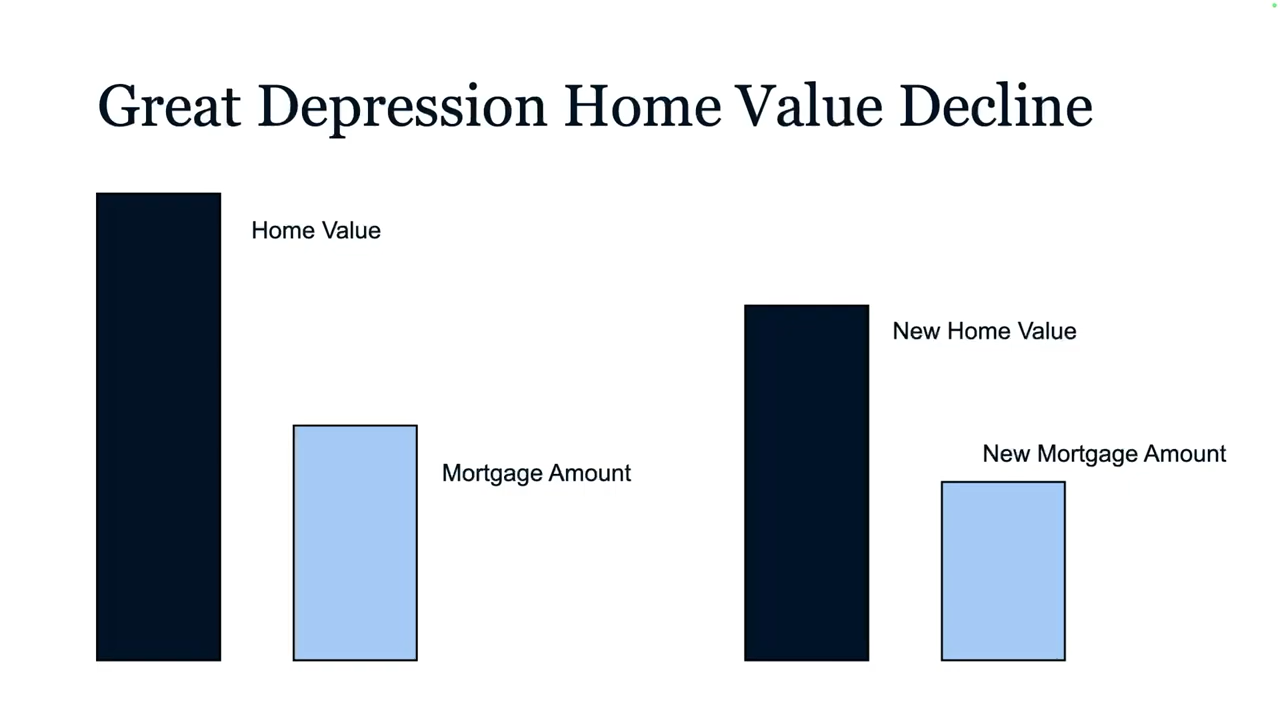 Great Depression Home Value Decline
Home Value
New Home Value
New Mortgage Amount
Mortgage Amount